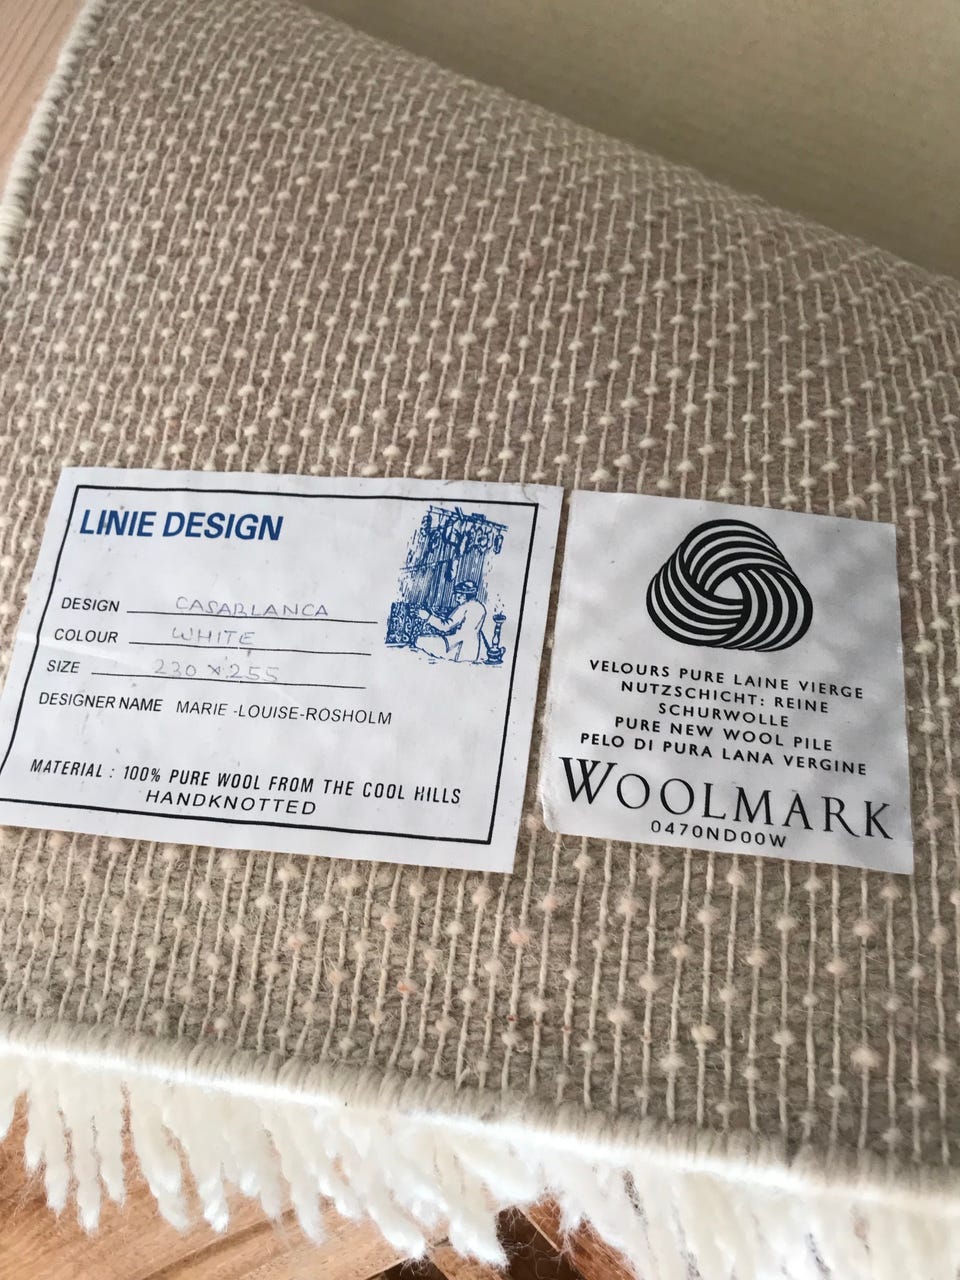 LINIE DESIGN
DESIGN CASABLANCA
COLOUR WHITE
SIZE 230 x 255
DESIGNER NAME MARIE -LOUISE-ROSHOLM
MATERIAL : 100% PURE WOOL FROM THE COOL HILLS
HANDKNOTTED
VELOURS PURE LAINE VIERGE
NUTZSCHICHT: REINE
SCHURWOLLE
PURE NEW WOOL PILE
PELO DI PURA LANA VERGINE
WOOLMARK
0470ND00W